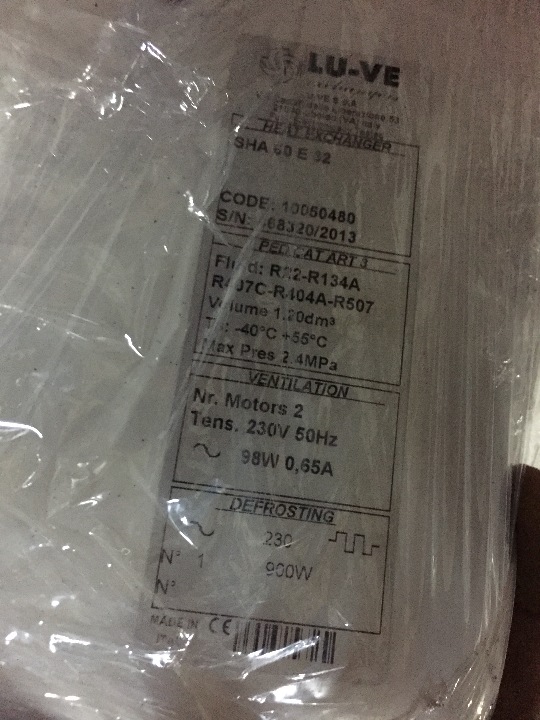 LU-VE
HEAT EXCHANGER
SHA 60 E 32
CODE: 10050480
S/N: 68320/2013
PED CAT ART 3
Fluid: R22-R134A
R407C-R404A-R507
Volume 1.20dm³
TS: -40°C +55°C
Max Pres 2.4MPa
VENTILATION
Nr. Motors 2
Tens. 230V 50Hz
98W 0,65A
DEFROSTING
230
N° 1 900W
N°
MADE IN CE